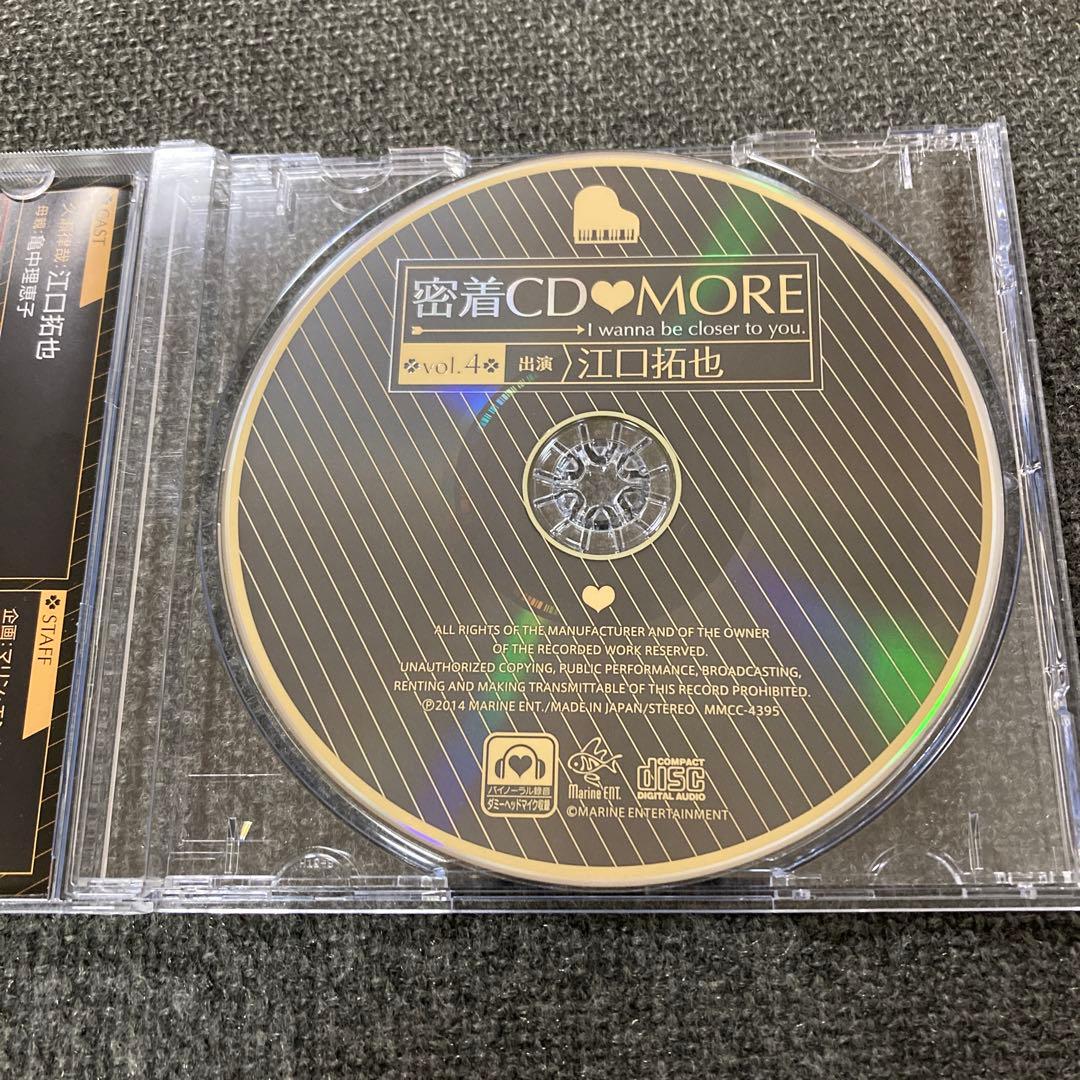 CAST
江口拓也
母親:亀中理恵子
STAFF
密着CD♥MORE
I wanna be closer to you.
vol.4
出演 江口拓也
ALL RIGHTS OF THE MANUFACTURER AND OF THE OWNER
OF THE RECORDED WORK RESERVED.
UNAUTHORIZED COPYING, PUBLIC PERFORMANCE, BROADCASTING,
RENTING AND MAKING TRANSMITTABLE OF THIS RECORD PROHIBITED.
℗2014 MARINE ENT./MADE IN JAPAN/STEREO MMCC-4395
バイノーラル録音
ダミーヘッドマイク収録
Marine ENT.
COMPACT
disc
DIGITAL AUDIO
©MARINE ENTERTAINMENT